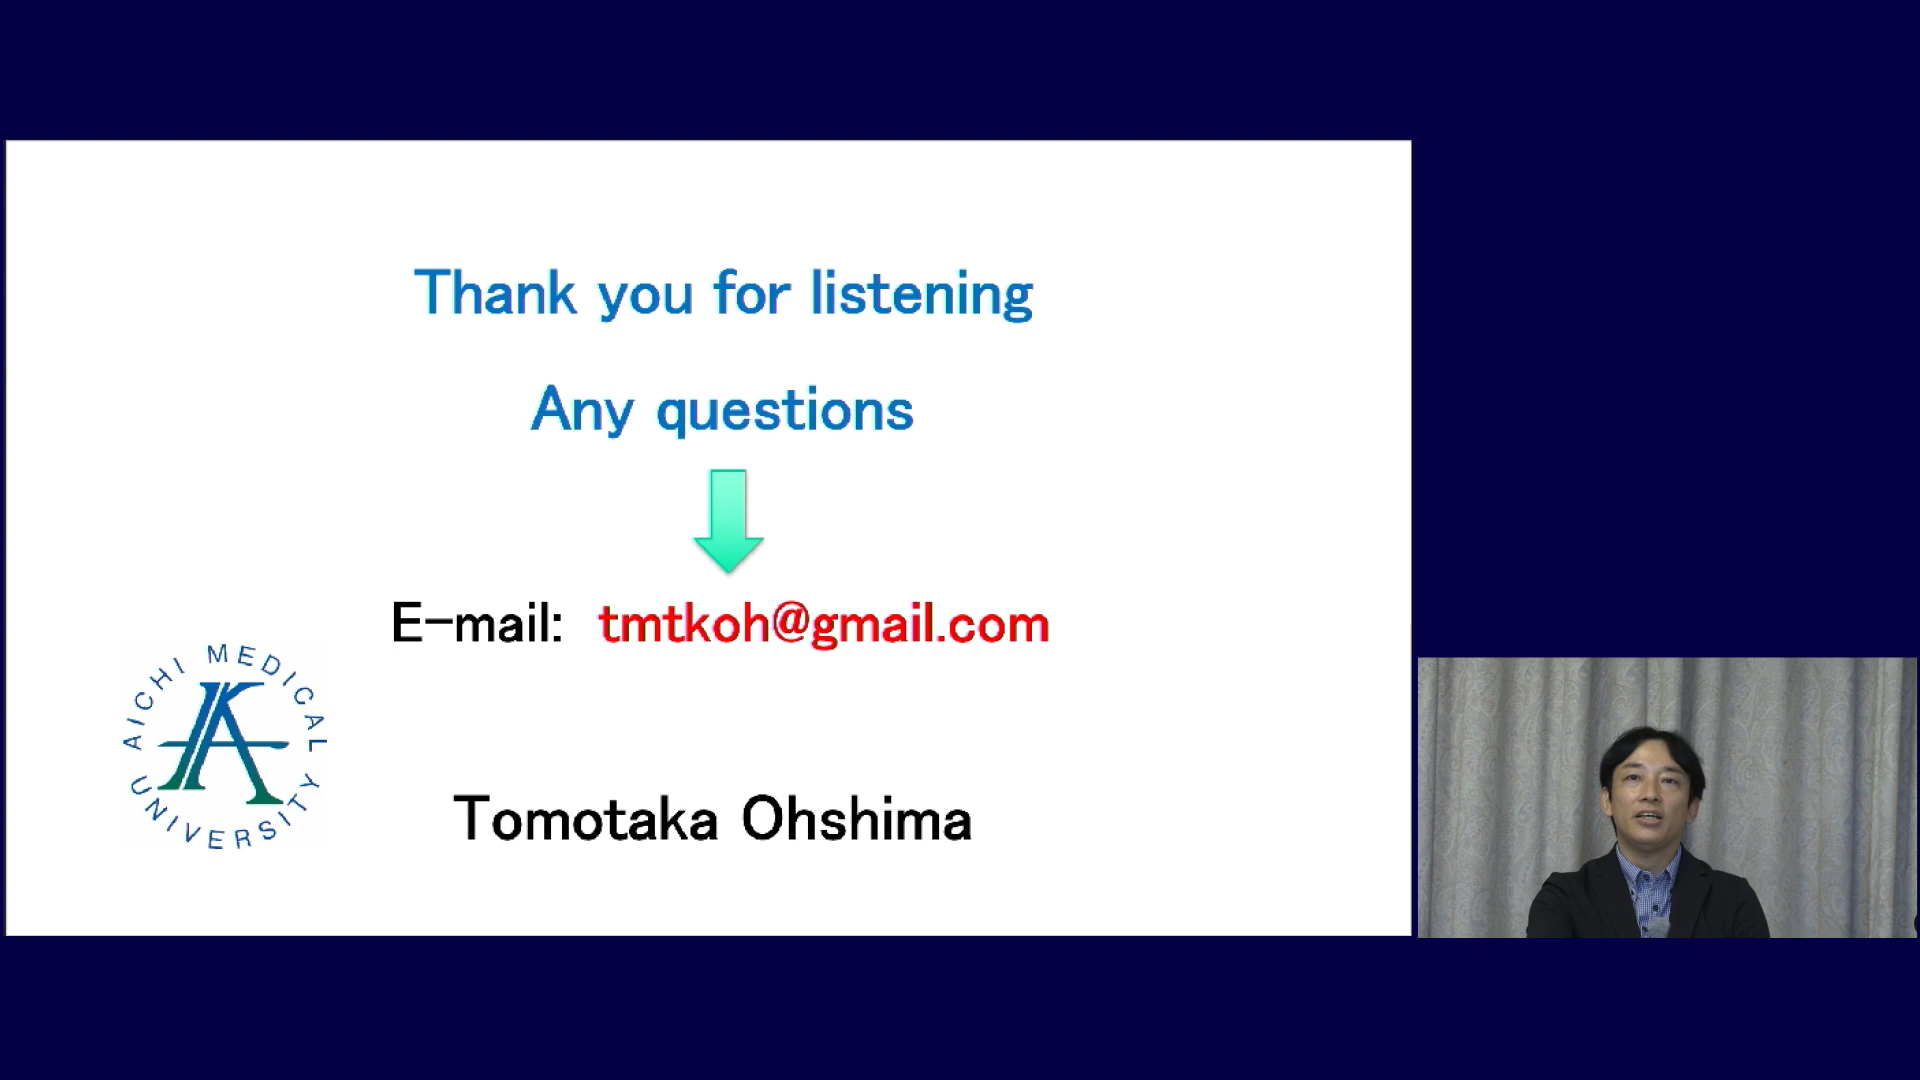 Thank you for listening
Any questions
E-mail: tmtkoh@gmail.com
AICHI MEDICAL UNIVERSITY
Tomotaka Ohshima